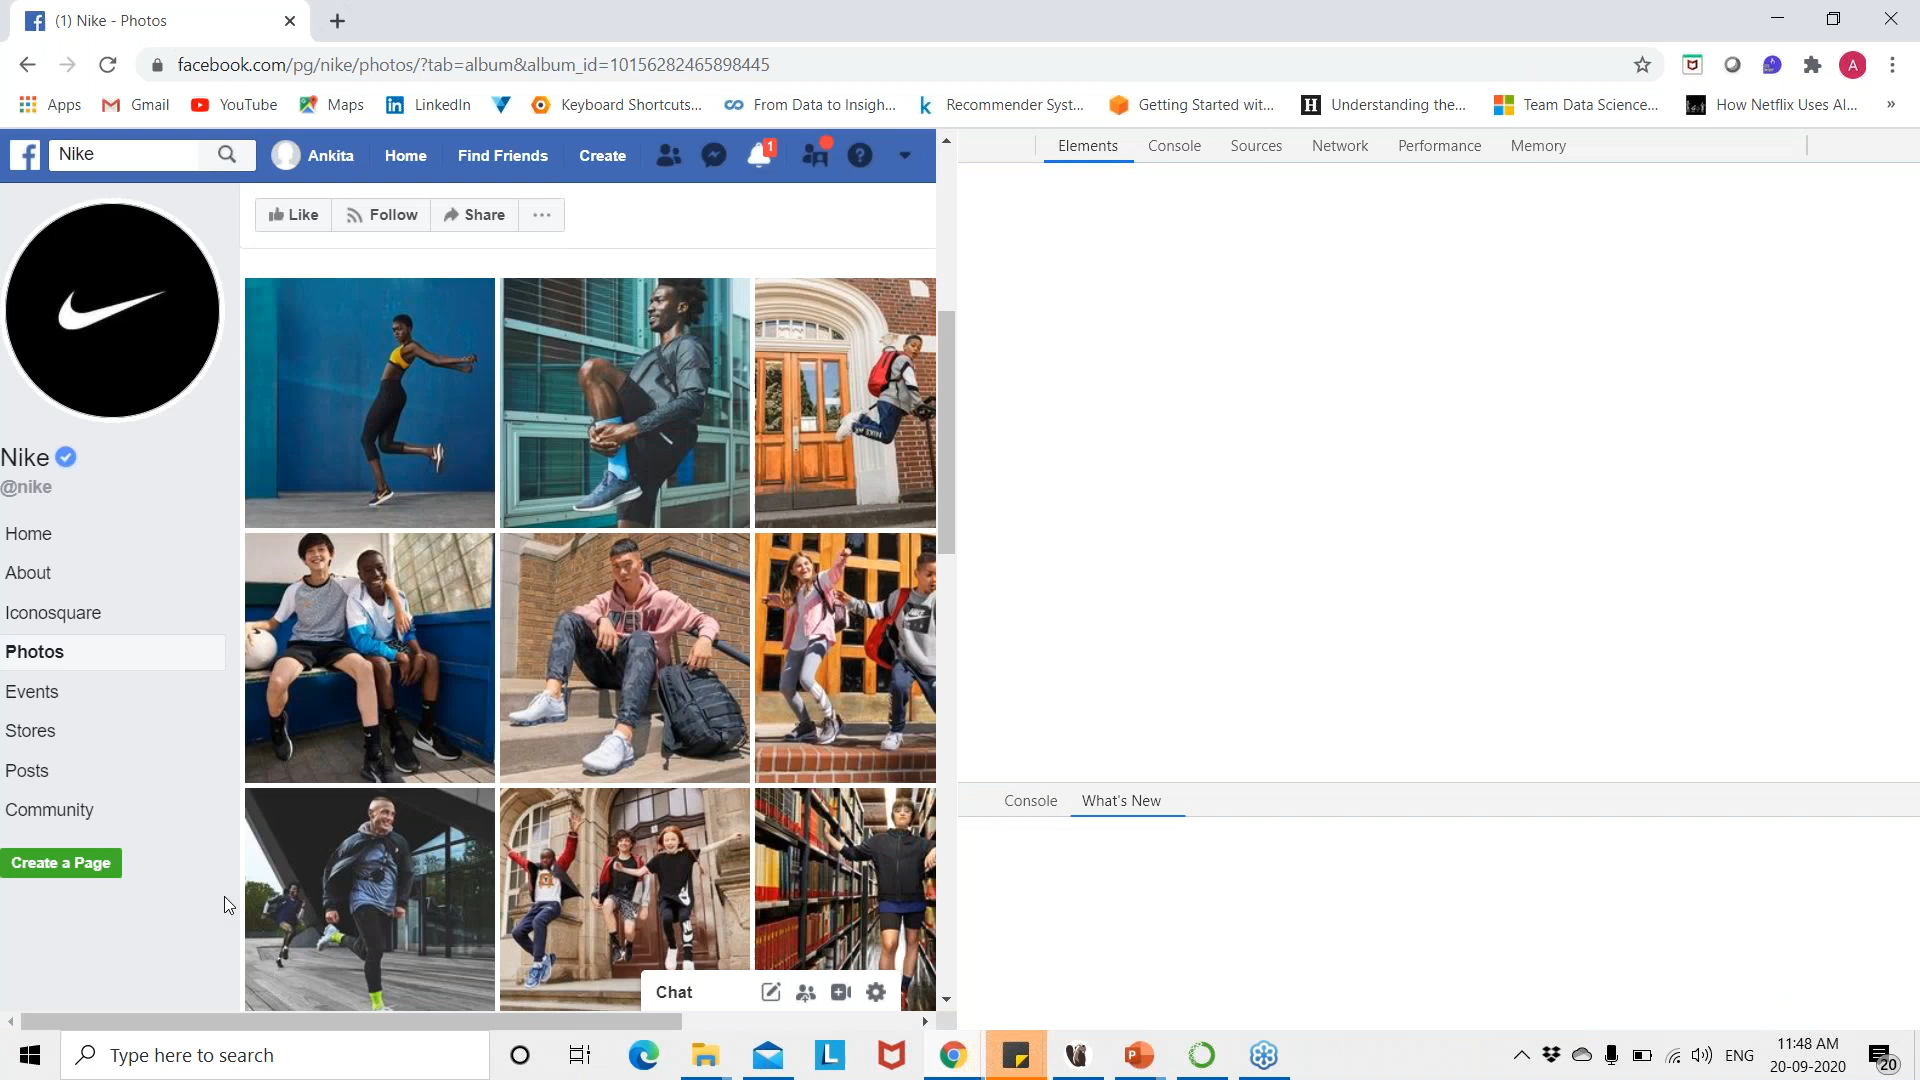 (1) Nike - Photos
facebook.com/pg/nike/photos/?tab=album&album_id=10156282465898445
A
Apps Gmail YouTube Maps LinkedIn Keyboard Shortcuts... From Data to Insigh... Recommender Syst... Getting Started wit... Understanding the... Team Data Science... How Netflix Uses Al... »
Nike Ankita Home Find Friends Create 1
Elements Console Sources Network Performance Memory
Like Follow Share ...
Nike
@nike
Home
About
Iconosquare
Photos
Events
Stores
Posts
Community
Create a Page
Chat
Console What's New
Type here to search
ENG
11:48 AM
20-09-2020
20